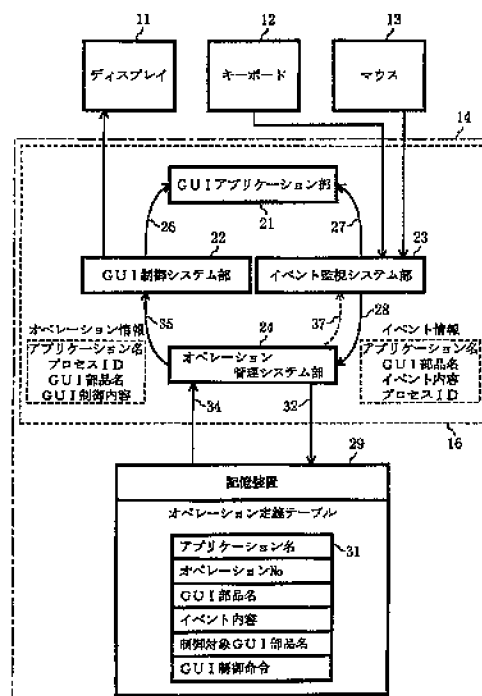 11
12
13
ディスプレイ
キーボード
マウス
14
GUIアプリケーション部
26
21
27
22
23
GUI制御システム部
イベント監視システム部
35
24
37
28
オペレーション情報
イベント情報
アプリケーション名
プロセスID
GUI部品名
GUI制御内容
オペレーション
管理システム部
アプリケーション名
GUI部品名
イベント内容
プロセスID
34
32
16
29
記憶装置
オペレーション定義テーブル
31
アプリケーション名
オペレーションNo
GUI部品名
イベント内容
制御対象GUI部品名
GUI制御命令